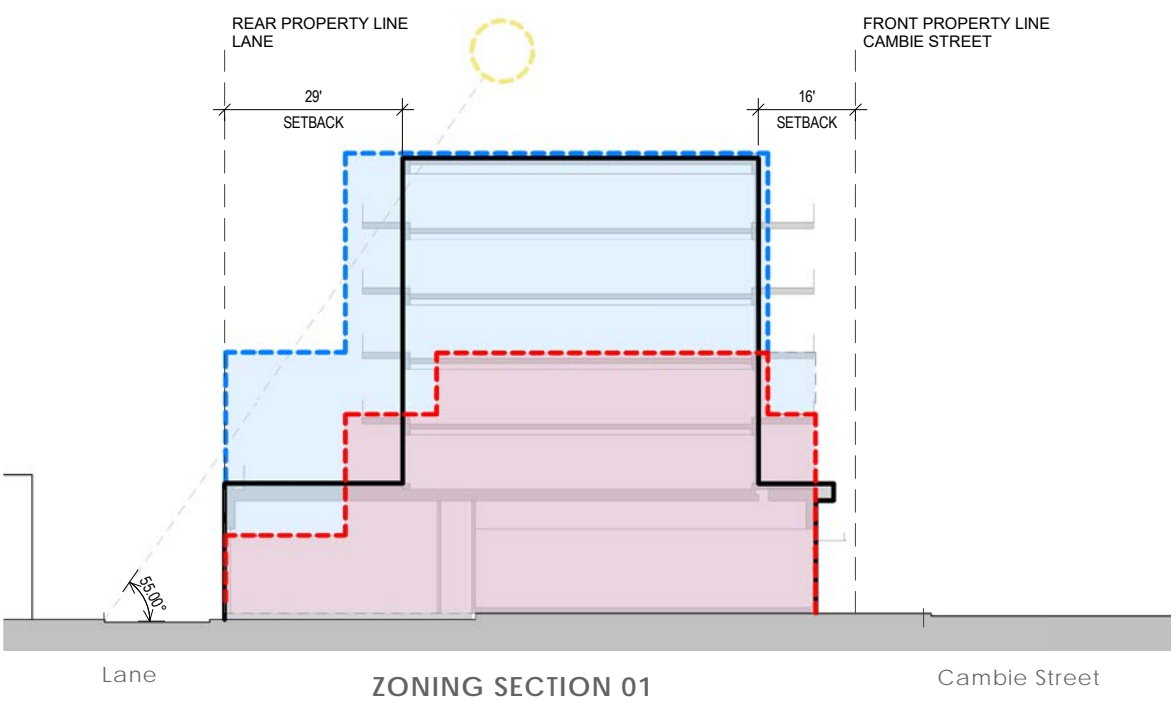 REAR PROPERTY LINE
LANE
FRONT PROPERTY LINE
CAMBIE STREET
29'
SETBACK
16'
SETBACK
55.00°
Lane
ZONING SECTION 01
Cambie Street